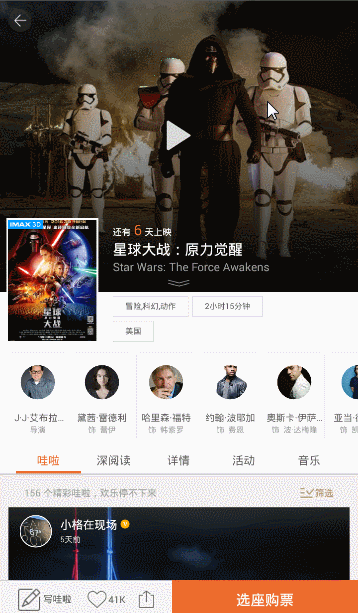 IMAX 3D
星球大战
还有 6 天上映
星球大战：原力觉醒
Star Wars: The Force Awakens
冒险,科幻,动作
2小时15分钟
美国
J·J·艾布拉... 黛茜·雷德利 哈里森·福特 约翰·波耶加 奥斯卡·伊萨... 亚当·
导演 饰 蕾伊 饰 韩索罗 饰 芬恩 饰 波·达梅隆 饰
哇啦 深阅读 详情 活动 音乐
156 个精彩哇啦，欢乐停不下来
筛选
小格在现场
5天前
写哇啦 41K 选座购票